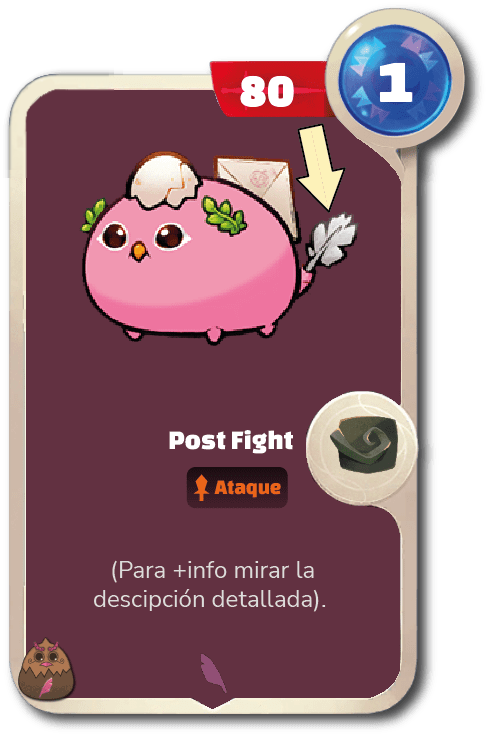 80
1
Post Fight
Ataque
(Para +info mirar la
descipción detallada).